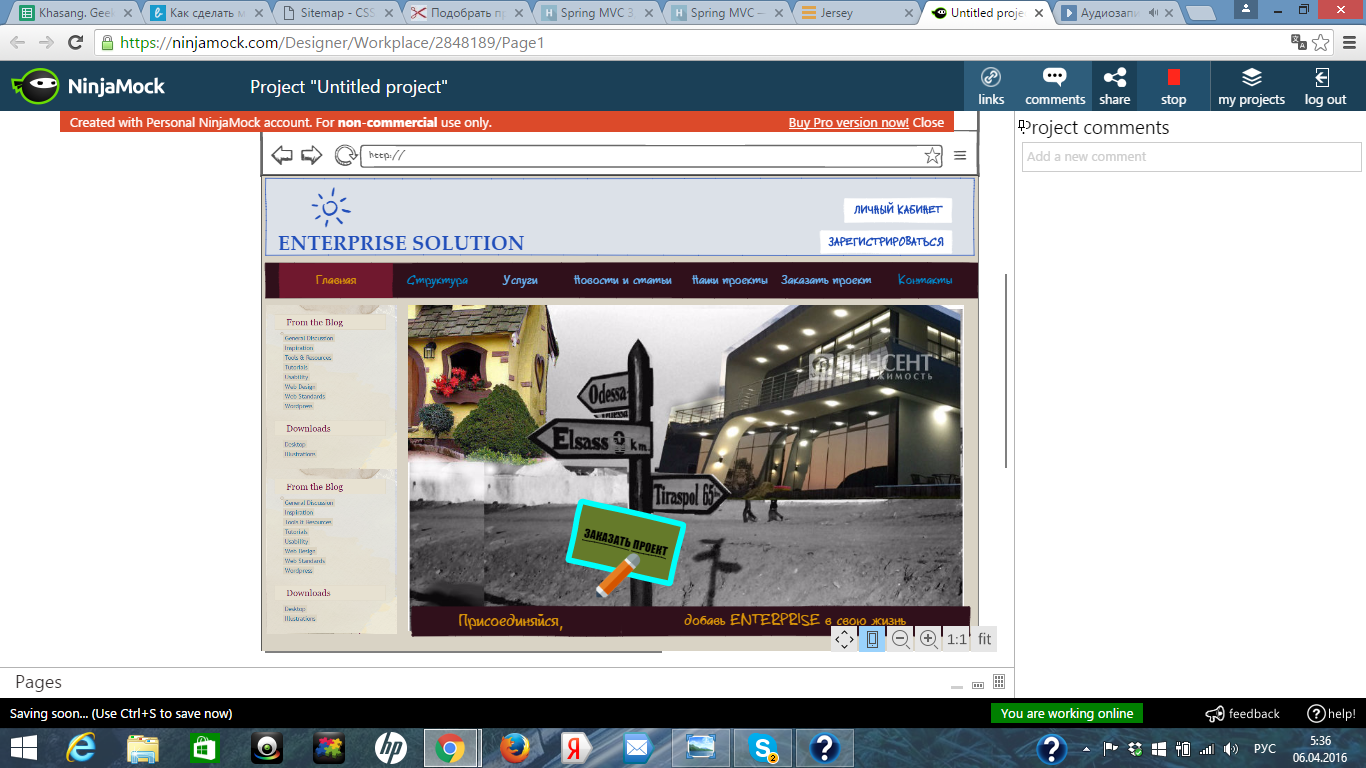 Khasang. Geek
Как сделать м
Sitemap - CSS
Подобрать пр
Spring MVC 3
Spring MVC –
Jersey
Untitled proje
Аудиозапи
https://ninjamock.com/Designer/Workplace/2848189/Page1
NinjaMock
Project "Untitled project"
links
comments
share
stop
my projects
log out
Created with Personal NinjaMock account. For non-commercial use only.
Buy Pro version now! Close
Project comments
Add a new comment
http://
ENTERPRISE SOLUTION
ЛИЧНЫЙ КАБИНЕТ
ЗАРЕГИСТРИРОВАТЬСЯ
Главная
Структура
Услуги
Новости и статьи
Наши проекты
Заказать проект
Контакты
From the Blog
General Discussion
Inspiration
Tools & Resources
Tutorials
Usability
Web Design
Web Standards
Wordpress
Downloads
Desktop
Illustrations
From the Blog
General Discussion
Inspiration
Tools & Resources
Tutorials
Usability
Web Design
Web Standards
Wordpress
Downloads
Desktop
Illustrations
ВИНСЕНТ
Odessa
Elsass 0 km.
Tiraspol 65
ЗАКАЗАТЬ ПРОЕКТ
Присоединяйся,
добавь ENTERPRISE в свою жизнь
1:1
fit
Pages
Saving soon... (Use Ctrl+S to save now)
You are working online
feedback
help!
РУС
5:36
06.04.2016